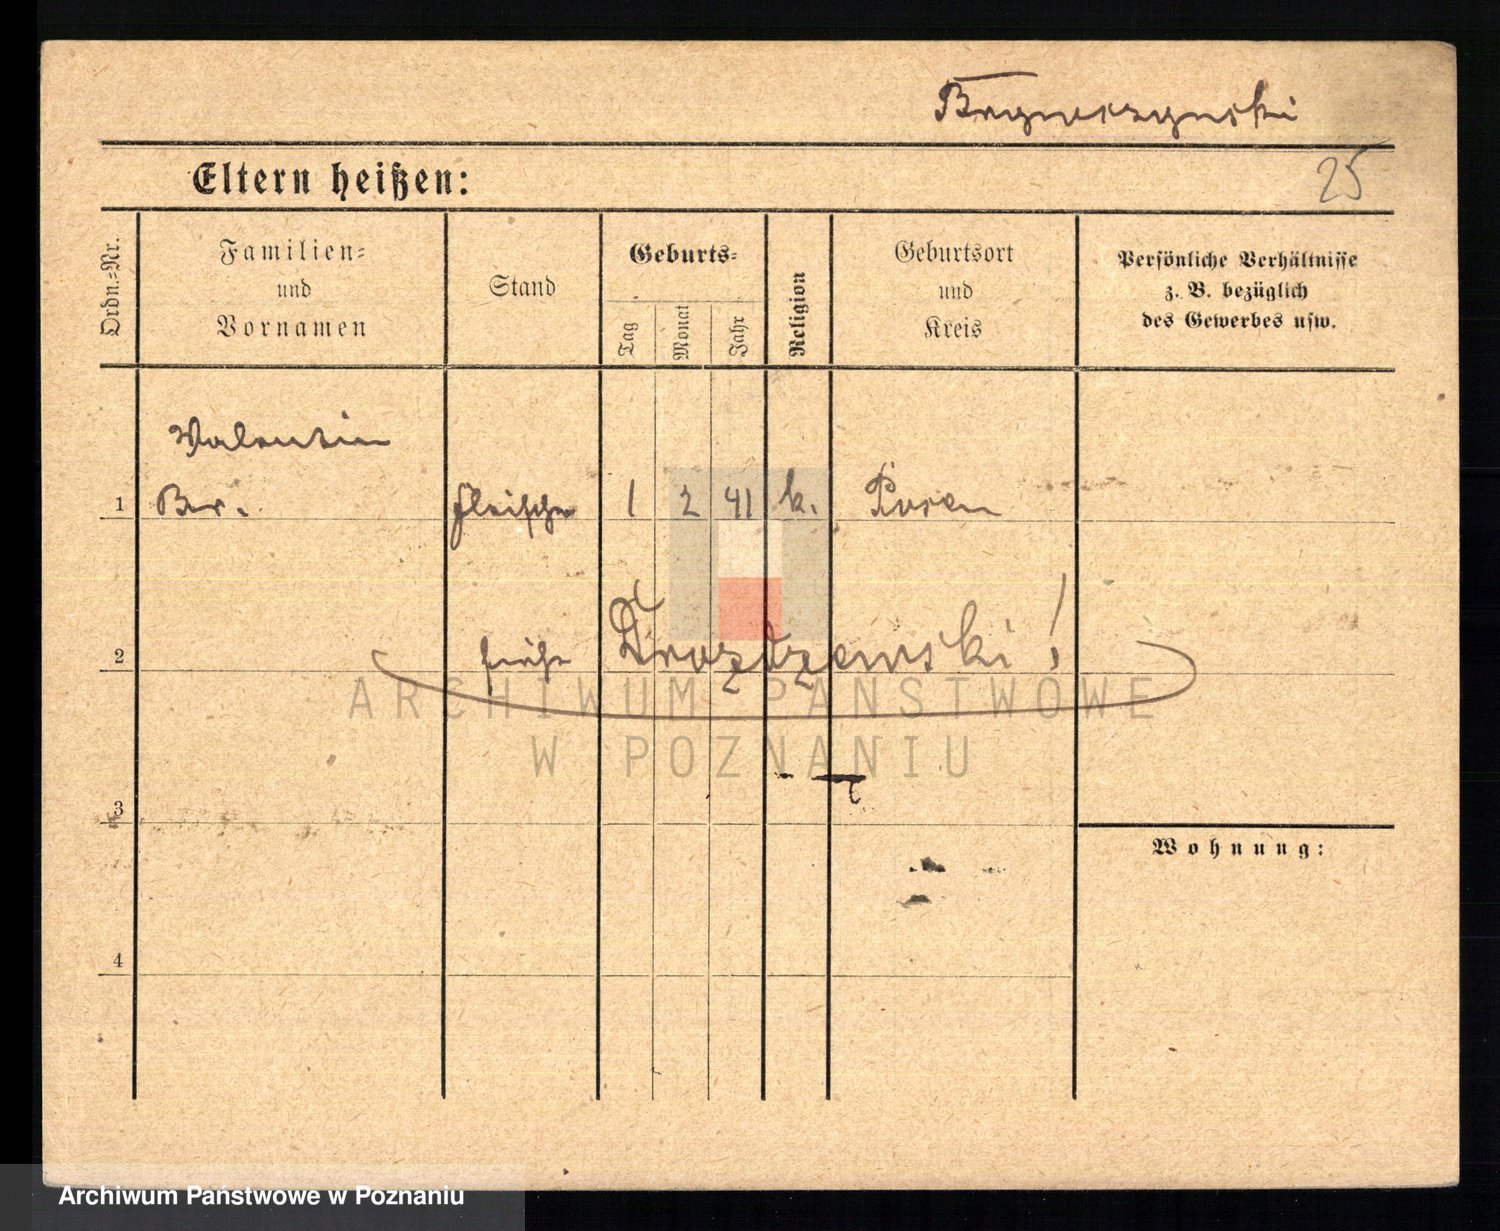 25
Eltern heißen:
Ordn.=Nr.
Familien=
und
Vornamen
Stand
Geburts=
Tag
Monat
Jahr
Religion
Geburtsort
und
Kreis
Persönliche Verhältnisse
z. B. bezüglich
des Gewerbes usw.
Valentin
1 Br. Fleischer 1 2 41 k. Posen
2 Drozdzewski!
3
4
Wohnung:
ARCHIWUM PAŃSTWOWE
W POZNANIU
Archiwum Państwowe w Poznaniu